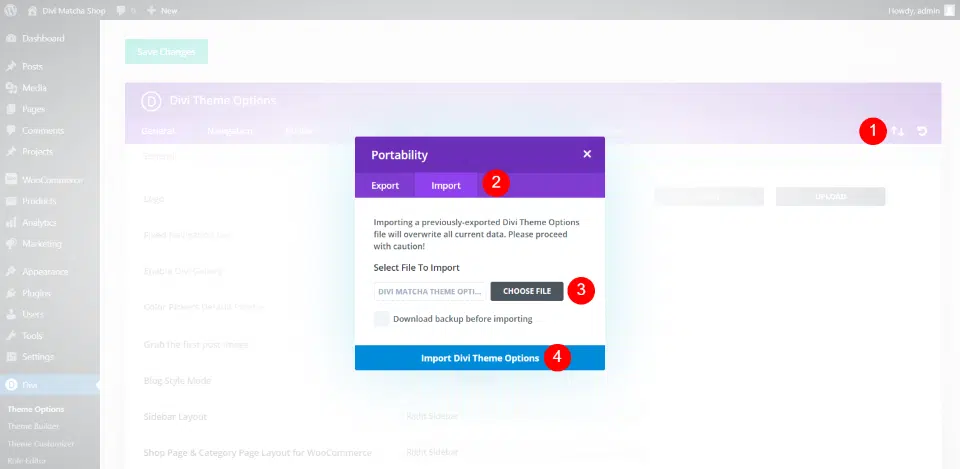 Divi Matcha Shop
0
New
Howdy, admin
Dashboard
Posts
Media
Pages
Comments
Projects
WooCommerce
Products
Analytics
Marketing
Appearance
Plugins
Users
Tools
Settings
Divi
Theme Options
Theme Builder
Theme Customizer
Role Editor
Save Changes
D
Divi Theme Options
General
Navigation
1
Portability
Export
Import
2
Importing a previously-exported Divi Theme Options
file will overwrite all current data. Please proceed
with caution!
Select File To Import
DIVI MATCHA THEME OPTI...
CHOOSE FILE
3
Download backup before importing
Import Divi Theme Options
4
General
Logo
UPLOAD
Enable Divi Gallery
Color Pickers Default Palette
Grab the first post image
Blog Style Mode
Sidebar Layout
Right Sidebar
Shop Page & Category Page Layout for WooCommerce
Right Sidebar